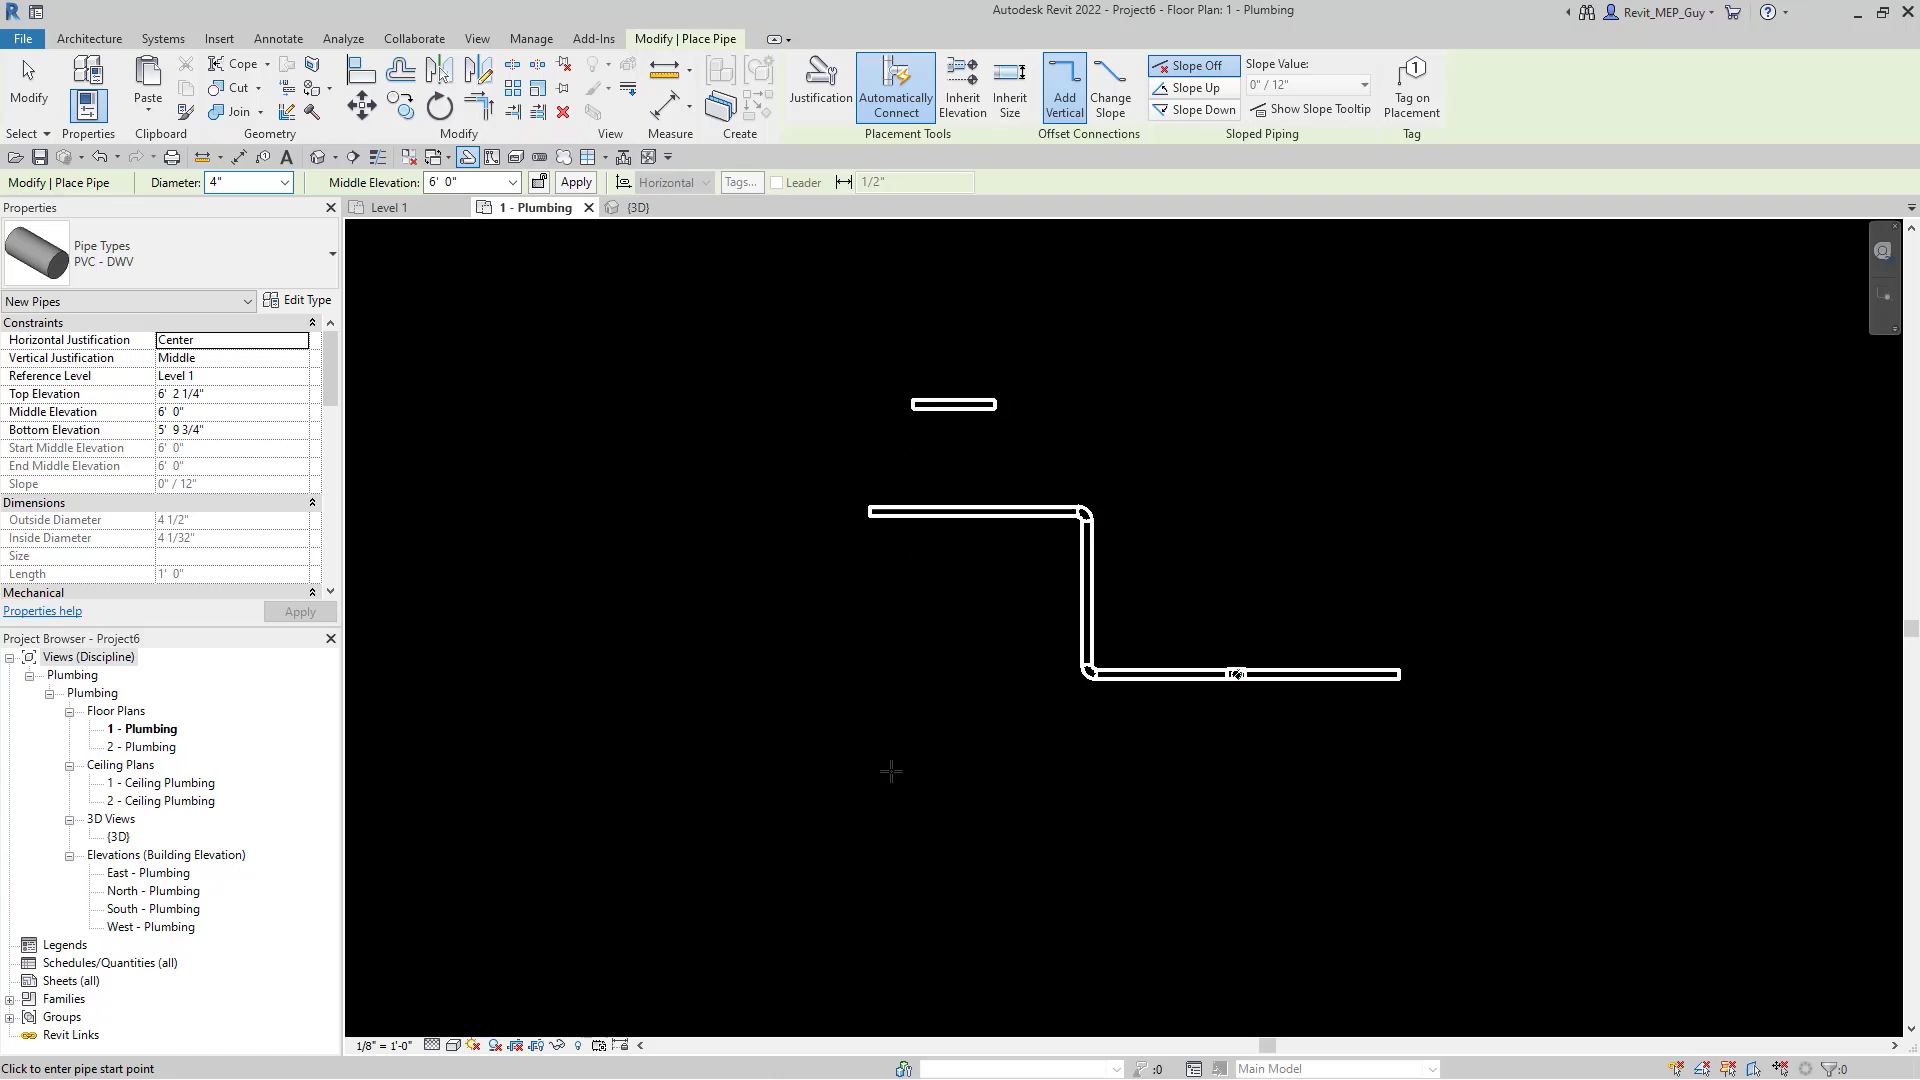 Autodesk Revit 2022 - Project6 - Floor Plan: 1 - Plumbing
Revit_MEP_Guy
File
Architecture
Systems
Insert
Annotate
Analyze
Collaborate
View
Manage
Add-Ins
Modify | Place Pipe
Modify
Select
Properties
Paste
Clipboard
Cope
Cut
Join
Geometry
Modify
View
Measure
Create
Justification
Automatically
Connect
Inherit
Elevation
Inherit
Size
Placement Tools
Add
Vertical
Change
Slope
Offset Connections
Slope Off
Slope Up
Slope Down
Slope Value:
0" / 12"
Show Slope Tooltip
Sloped Piping
Tag on
Placement
Tag
Modify | Place Pipe
Diameter: 4"
Middle Elevation: 6' 0"
Apply
Horizontal
Tags...
Leader
1/2"
Properties
Level 1
1 - Plumbing
{3D}
Pipe Types
PVC - DWV
New Pipes
Edit Type
Constraints
Horizontal Justification Center
Vertical Justification Middle
Reference Level Level 1
Top Elevation 6' 2 1/4"
Middle Elevation 6' 0"
Bottom Elevation 5' 9 3/4"
Start Middle Elevation 6' 0"
End Middle Elevation 6' 0"
Slope 0" / 12"
Dimensions
Outside Diameter 4 1/2"
Inside Diameter 4 1/32"
Size
Length 1' 0"
Mechanical
Properties help
Apply
Project Browser - Project6
Views (Discipline)
Plumbing
Plumbing
Floor Plans
1 - Plumbing
2 - Plumbing
Ceiling Plans
1 - Ceiling Plumbing
2 - Ceiling Plumbing
3D Views
{3D}
Elevations (Building Elevation)
East - Plumbing
North - Plumbing
South - Plumbing
West - Plumbing
Legends
Schedules/Quantities (all)
Sheets (all)
Families
Groups
Revit Links
1/8" = 1'-0"
Click to enter pipe start point
:0
Main Model
:0